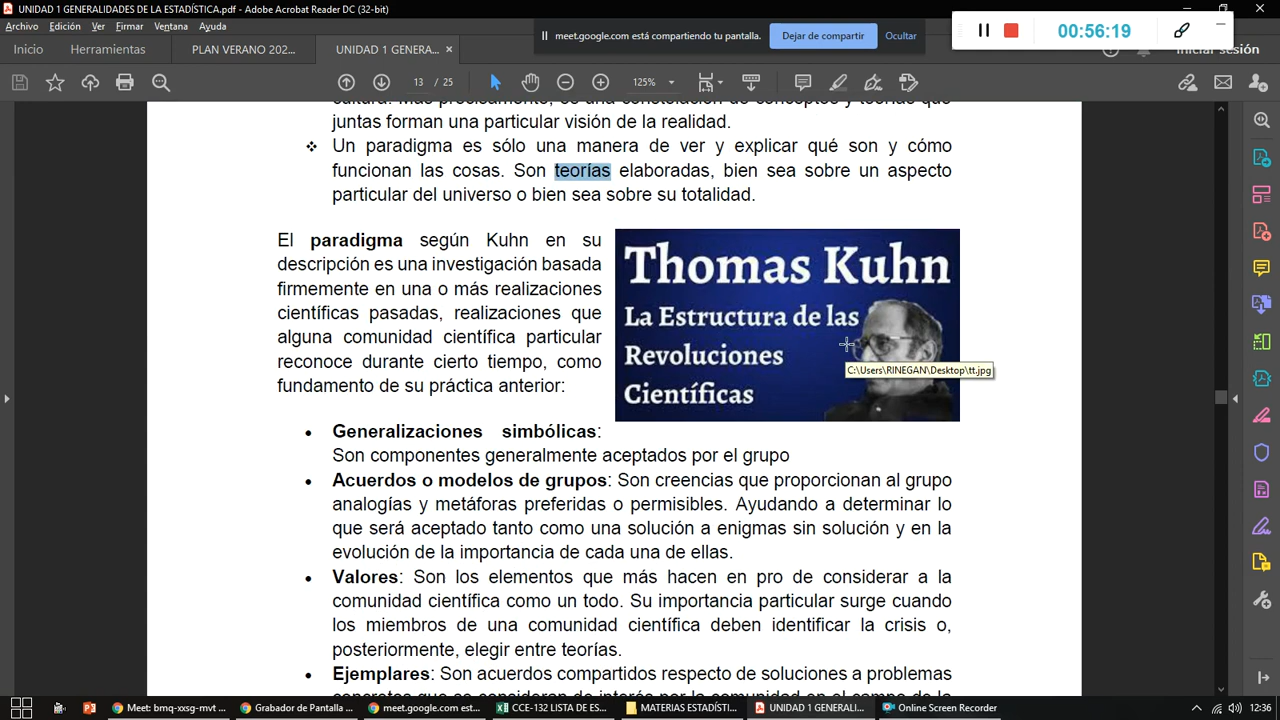 UNIDAD 1 GENERALIDADES DE LA ESTADÍSTICA.pdf - Adobe Acrobat Reader DC (32-bit)
Archivo Edición Ver Firmar Ventana Ayuda
meet.google.com está compartiendo tu pantalla. Dejar de compartir Ocultar
00:56:19
Inicio Herramientas PLAN VERANO 202... UNIDAD 1 GENERA... × Iniciar sesión
13 / 25 125%
juntas forman una particular visión de la realidad.
❖ Un paradigma es sólo una manera de ver y explicar qué son y cómo
funcionan las cosas. Son teorías elaboradas, bien sea sobre un aspecto
particular del universo o bien sea sobre su totalidad.
El paradigma según Kuhn en su
descripción es una investigación basada
firmemente en una o más realizaciones
científicas pasadas, realizaciones que
alguna comunidad científica particular
reconoce durante cierto tiempo, como
fundamento de su práctica anterior:
Thomas Kuhn
La Estructura de las
Revoluciones
Científicas
C:\Users\RINEGAN\Desktop\tt.jpg
• Generalizaciones simbólicas:
Son componentes generalmente aceptados por el grupo
• Acuerdos o modelos de grupos: Son creencias que proporcionan al grupo
analogías y metáforas preferidas o permisibles. Ayudando a determinar lo
que será aceptado tanto como una solución a enigmas sin solución y en la
evolución de la importancia de cada una de ellas.
• Valores: Son los elementos que más hacen en pro de considerar a la
comunidad científica como un todo. Su importancia particular surge cuando
los miembros de una comunidad científica deben identificar la crisis o,
posteriormente, elegir entre teorías.
• Ejemplares: Son acuerdos compartidos respecto de soluciones a problemas
Meet: bmq-xxsg-mvt ... Grabador de Pantalla ... meet.google.com est... CCE-132 LISTA DE ES... MATERIAS ESTADÍST... UNIDAD 1 GENERALI... Online Screen Recorder 12:36